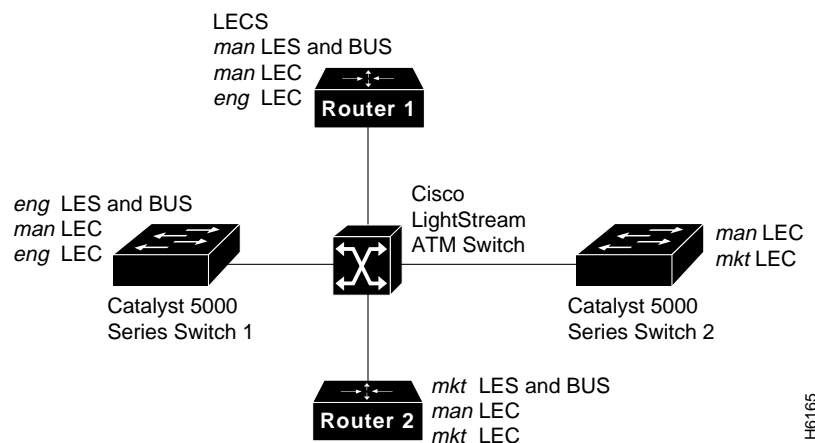 LECS
man LES and BUS
man LEC
eng LEC
Router 1
eng LES and BUS
man LEC
eng LEC
Cisco
LightStream
ATM Switch
man LEC
mkt LEC
Catalyst 5000
Series Switch 1
Catalyst 5000
Series Switch 2
Router 2
mkt LES and BUS
man LEC
mkt LEC
H6165